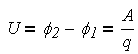 U = ϕ₂ − ϕ₁ = A/q